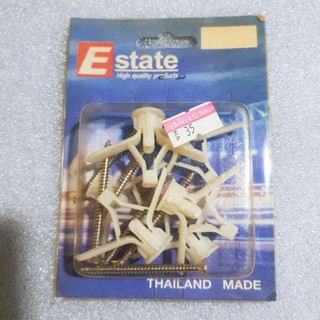 Estate
High quality products
35
THAILAND MADE